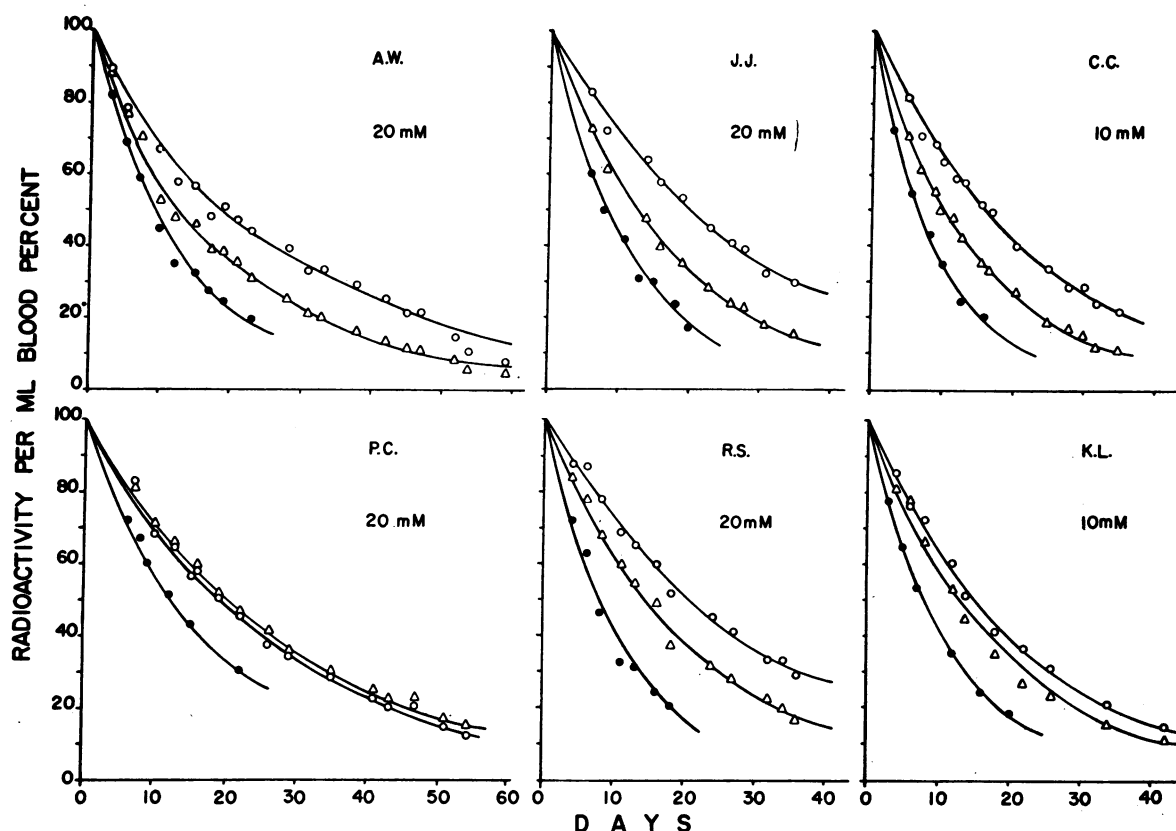 RADIOACTIVITY PER ML BLOOD PERCENT
100
80
60
40
20
0
A.W.
20 mM
J.J.
20 mM
C.C.
10 mM
100
80
60
40
20
0
P.C.
20 mM
R.S.
20mM
K.L.
10mM
0 10 20 30 40 50 60
0 10 20 30 40
0 10 20 30 40
DAYS